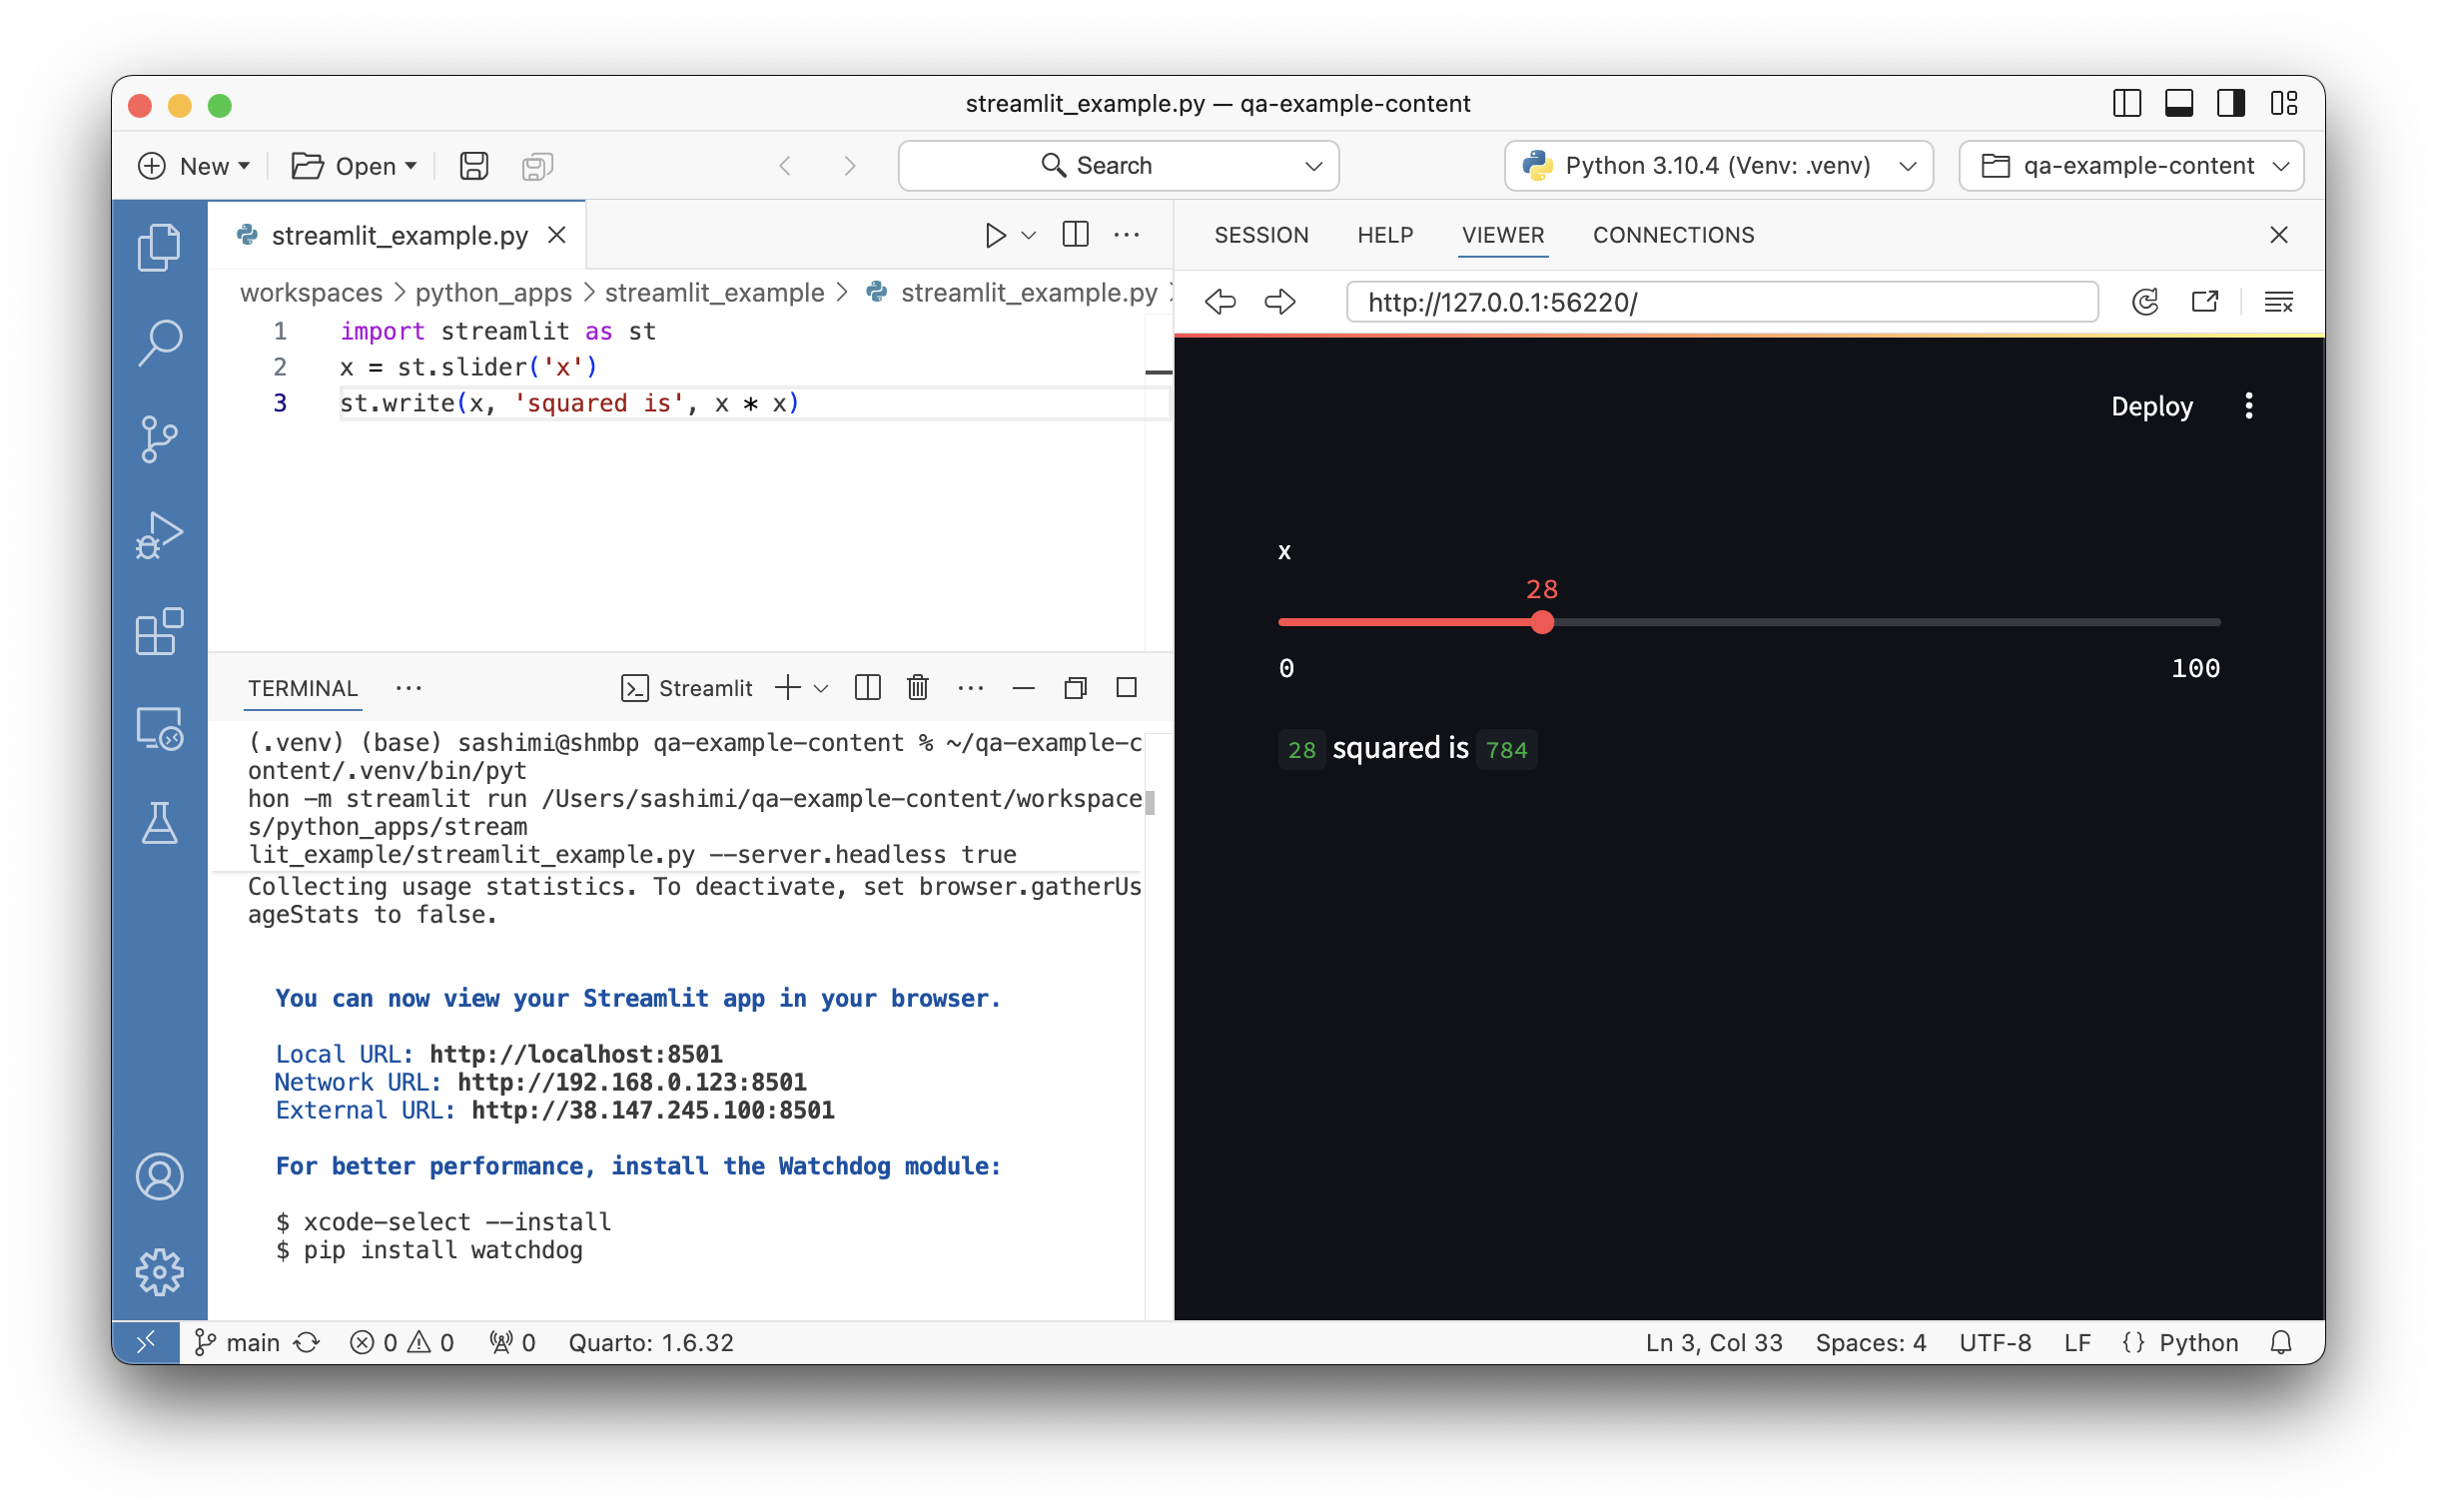 streamlit_example.py — qa-example-content
New
Open
Search
Python 3.10.4 (Venv: .venv)
qa-example-content
streamlit_example.py
workspaces > python_apps > streamlit_example > streamlit_example.py
1 import streamlit as st
2 x = st.slider('x')
3 st.write(x, 'squared is', x * x)
TERMINAL
Streamlit
(.venv) (base) sashimi@shmbp qa-example-content % ~/qa-example-c
ontent/.venv/bin/pyt
hon -m streamlit run /Users/sashimi/qa-example-content/workspace
s/python_apps/stream
lit_example/streamlit_example.py --server.headless true
Collecting usage statistics. To deactivate, set browser.gatherUs
ageStats to false.
You can now view your Streamlit app in your browser.
Local URL: http://localhost:8501
Network URL: http://192.168.0.123:8501
External URL: http://38.147.245.100:8501
For better performance, install the Watchdog module:
$ xcode-select --install
$ pip install watchdog
SESSION HELP VIEWER CONNECTIONS
http://127.0.0.1:56220/
Deploy
x
28
0 100
28 squared is 784
main 0 0 0 Quarto: 1.6.32
Ln 3, Col 33 Spaces: 4 UTF-8 LF {} Python